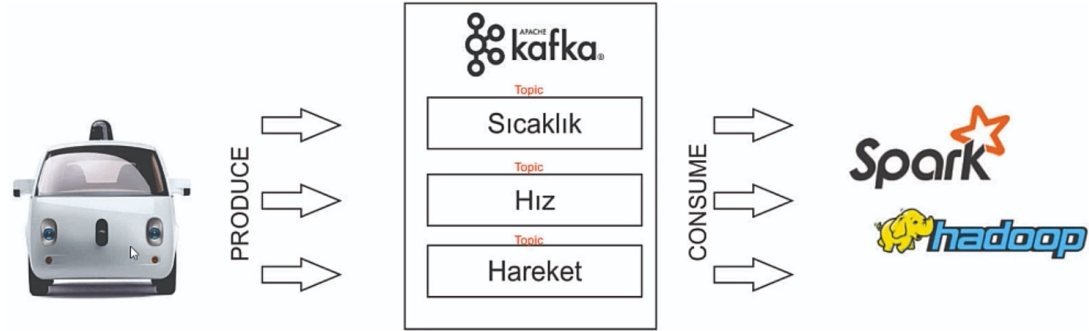 APACHE
kafka®
Topic
Sıcaklık
Topic
Hız
Topic
Hareket
PRODUCE
CONSUME
Spark
hadoop